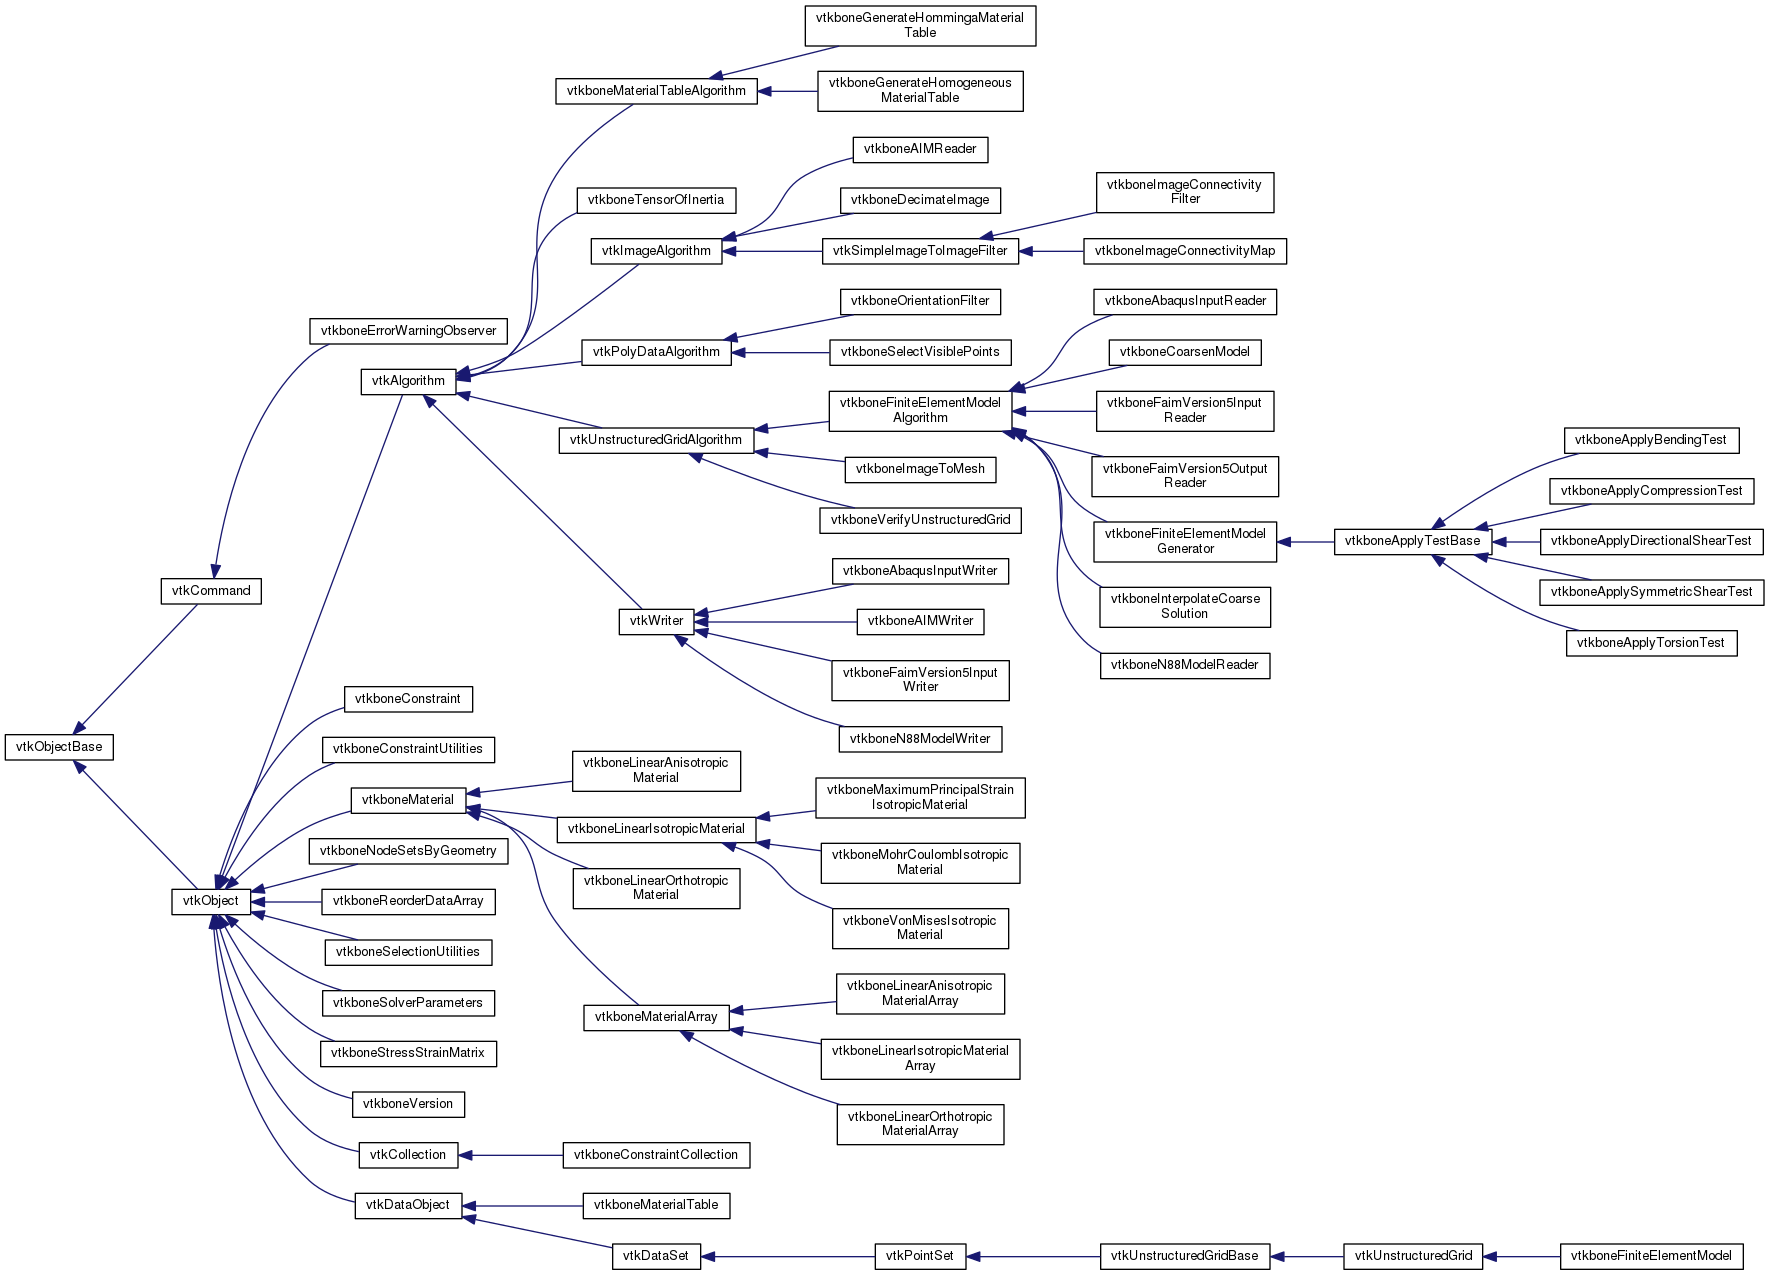 vtkboneGenerateHommingaMaterial
Table
vtkboneMaterialTableAlgorithm
vtkboneGenerateHomogeneous
MaterialTable
vtkboneAIMReader
vtkboneTensorOfInertia
vtkboneDecimateImage
vtkboneImageConnectivity
Filter
vtkImageAlgorithm
vtkSimpleImageToImageFilter
vtkboneImageConnectivityMap
vtkboneOrientationFilter
vtkboneAbaqusInputReader
vtkboneErrorWarningObserver
vtkPolyDataAlgorithm
vtkboneSelectVisiblePoints
vtkboneCoarsenModel
vtkAlgorithm
vtkboneFiniteElementModel
Algorithm
vtkboneFaimVersion5Input
Reader
vtkUnstructuredGridAlgorithm
vtkboneImageToMesh
vtkboneFaimVersion5Output
Reader
vtkboneApplyBendingTest
vtkboneVerifyUnstructuredGrid
vtkboneApplyCompressionTest
vtkboneFiniteElementModel
Generator
vtkboneApplyTestBase
vtkboneApplyDirectionalShearTest
vtkCommand
vtkboneAbaqusInputWriter
vtkboneApplySymmetricShearTest
vtkWriter
vtkboneAIMWriter
vtkboneInterpolateCoarse
Solution
vtkboneApplyTorsionTest
vtkboneFaimVersion5Input
Writer
vtkboneN88ModelReader
vtkboneConstraint
vtkboneN88ModelWriter
vtkObjectBase
vtkboneConstraintUtilities
vtkboneLinearAnisotropic
Material
vtkboneMaterial
vtkboneMaximumPrincipalStrain
IsotropicMaterial
vtkboneLinearIsotropicMaterial
vtkboneNodeSetsByGeometry
vtkboneMohrCoulombIsotropic
Material
vtkObject
vtkboneReorderDataArray
vtkboneLinearOrthotropic
Material
vtkboneVonMisesIsotropic
Material
vtkboneSelectionUtilities
vtkboneSolverParameters
vtkboneLinearAnisotropic
MaterialArray
vtkboneMaterialArray
vtkboneStressStrainMatrix
vtkboneLinearIsotropicMaterial
Array
vtkboneVersion
vtkboneLinearOrthotropic
MaterialArray
vtkCollection
vtkboneConstraintCollection
vtkDataObject
vtkboneMaterialTable
vtkDataSet
vtkPointSet
vtkUnstructuredGridBase
vtkUnstructuredGrid
vtkboneFiniteElementModel